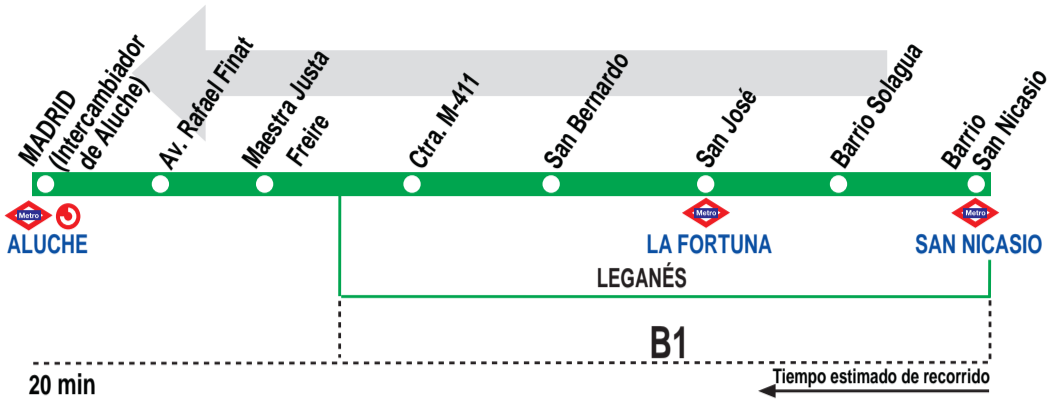 MADRID
(Intercambiador
de Aluche)
Av. Rafael Finat
Maestra Justa
Freire
Ctra. M-411
San Bernardo
San José
Barrio Solagua
Barrio
San Nicasio
Metro
Metro
Metro
ALUCHE
LA FORTUNA
SAN NICASIO
LEGANÉS
B1
20 min
Tiempo estimado de recorrido